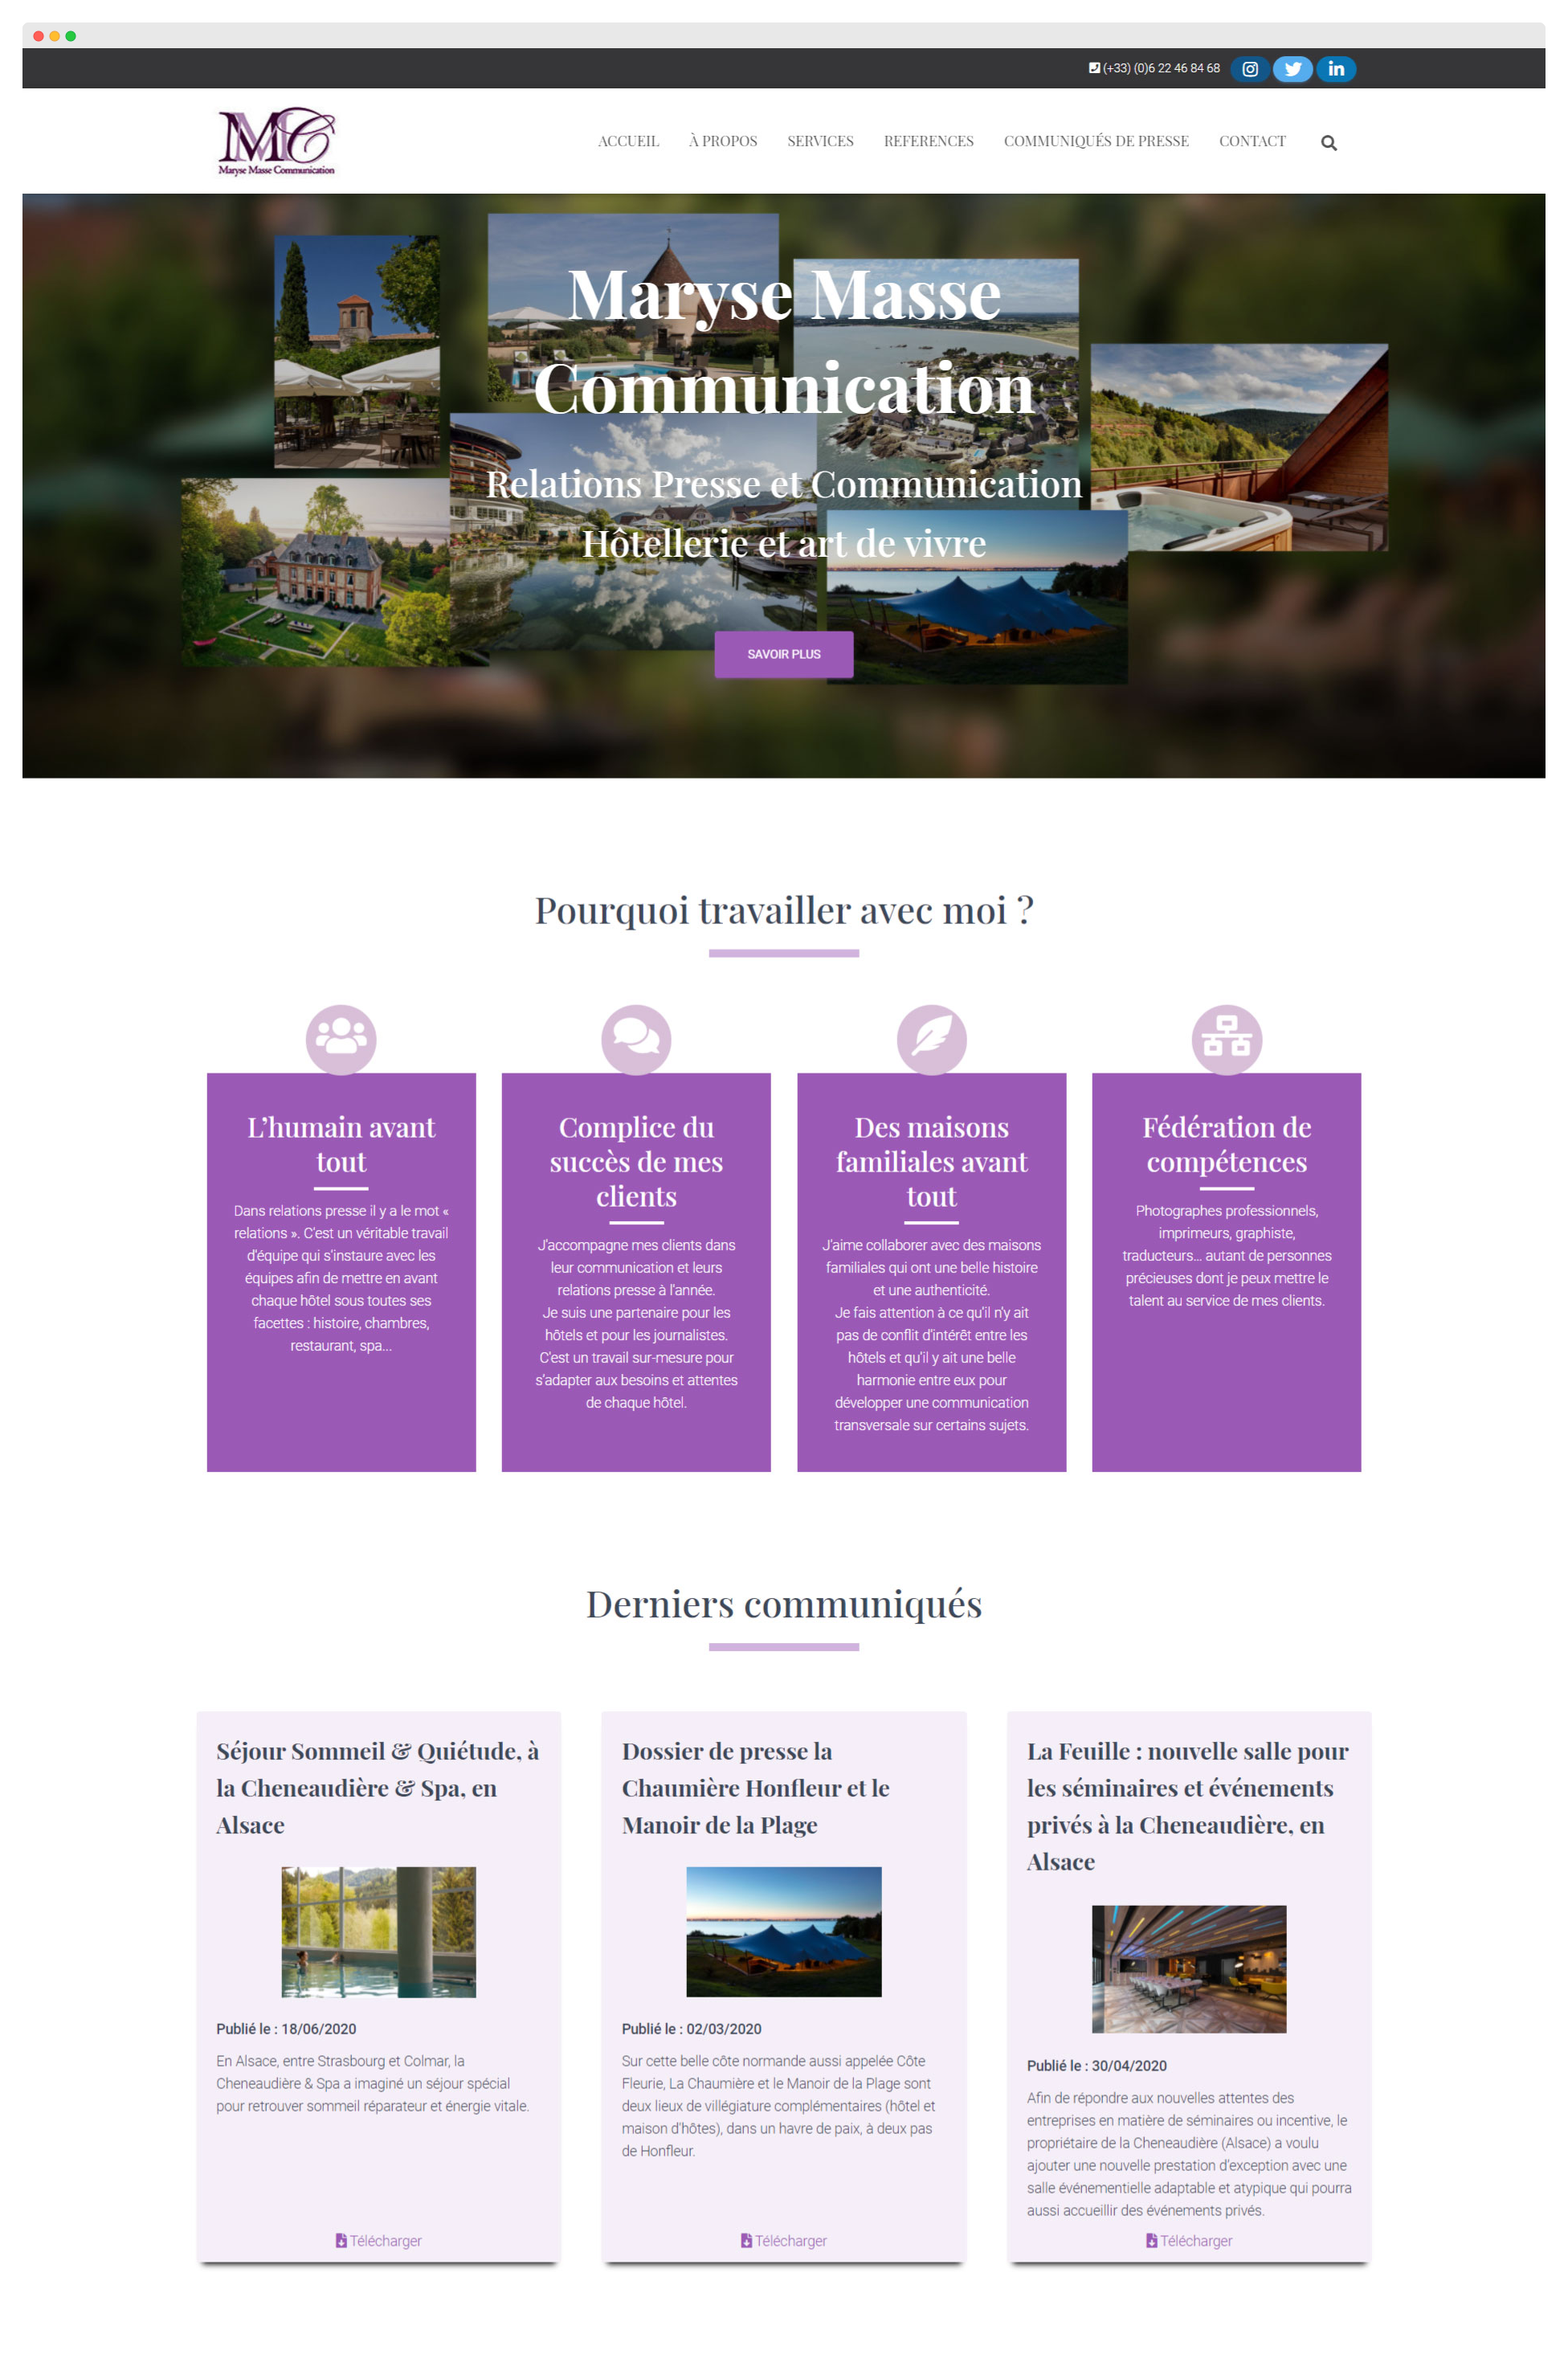 (+33) (0)6 22 46 84 68
MC
Maryse Masse Communication
ACCUEIL À PROPOS SERVICES REFERENCES COMMUNIQUÉS DE PRESSE CONTACT
Maryse Masse
Communication
Relations Presse et Communication
Hôtellerie et art de vivre
SAVOIR PLUS
Pourquoi travailler avec moi ?
L'humain avant
tout
Dans relations presse il y a le mot «
relations ». C'est un véritable travail
d'équipe qui s'instaure avec les
équipes afin de mettre en avant
chaque hôtel sous toutes ses
facettes : histoire, chambres,
restaurant, spa...
Complice du
succès de mes
clients
J'accompagne mes clients dans
leur communication et leurs
relations presse à l'année.
Je suis une partenaire pour les
hôtels et pour les journalistes.
C'est un travail sur-mesure pour
s'adapter aux besoins et attentes
de chaque hôtel.
Des maisons
familiales avant
tout
J'aime collaborer avec des maisons
familiales qui ont une belle histoire
et une authenticité.
Je fais attention à ce qu'il n'y ait
pas de conflit d'intérêt entre les
hôtels et qu'il y ait une belle
harmonie entre eux pour
développer une communication
transversale sur certains sujets.
Fédération de
compétences
Photographes professionnels,
imprimeurs, graphiste,
traducteurs... autant de personnes
précieuses dont je peux mettre le
talent au service de mes clients.
Derniers communiqués
Séjour Sommeil & Quiétude, à
la Cheneaudière & Spa, en
Alsace
Publié le : 18/06/2020
En Alsace, entre Strasbourg et Colmar, la
Cheneaudière & Spa a imaginé un séjour spécial
pour retrouver sommeil réparateur et énergie vitale.
Télécharger
Dossier de presse la
Chaumière Honfleur et le
Manoir de la Plage
Publié le : 02/03/2020
Sur cette belle côte normande aussi appelée Côte
Fleurie, La Chaumière et le Manoir de la Plage sont
deux lieux de villégiature complémentaires (hôtel et
maison d'hôtes), dans un havre de paix, à deux pas
de Honfleur.
Télécharger
La Feuille : nouvelle salle pour
les séminaires et événements
privés à la Cheneaudière, en
Alsace
Publié le : 30/04/2020
Afin de répondre aux nouvelles attentes des
entreprises en matière de séminaires ou incentive, le
propriétaire de la Cheneaudière (Alsace) a voulu
ajouter une nouvelle prestation d'exception avec une
salle événementielle adaptable et atypique qui pourra
aussi accueillir des événements privés.
Télécharger